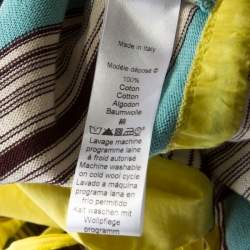 Made in Italy
Modèle déposé ©
100%
Coton
Cotton
Algodon
Baumwolle
Lavage machine
programme laine
à froid autorisé
Machine washable
on cold wool cycle
Lavado a máquina
programa lana en
frio permitido
Kalt waschen mit
Wollpflege
programm